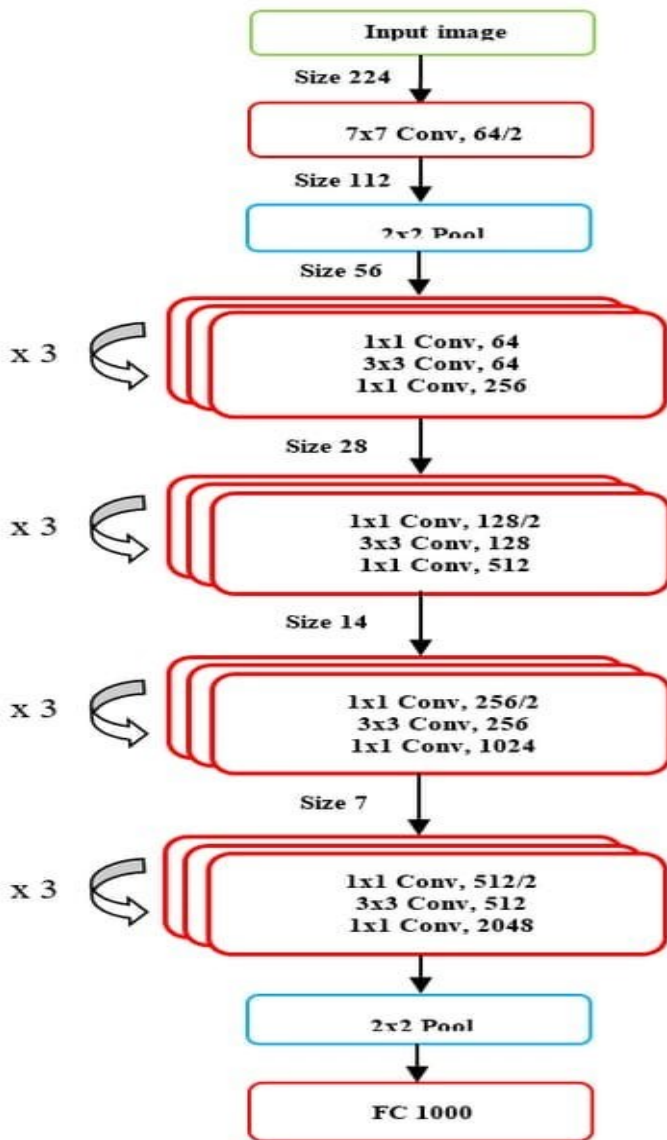 Input image
Size 224
7x7 Conv, 64/2
Size 112
2x2 Pool
Size 56
x 3
1x1 Conv, 64
3x3 Conv, 64
1x1 Conv, 256
Size 28
x 3
1x1 Conv, 128/2
3x3 Conv, 128
1x1 Conv, 512
Size 14
x 3
1x1 Conv, 256/2
3x3 Conv, 256
1x1 Conv, 1024
Size 7
x 3
1x1 Conv, 512/2
3x3 Conv, 512
1x1 Conv, 2048
2x2 Pool
FC 1000